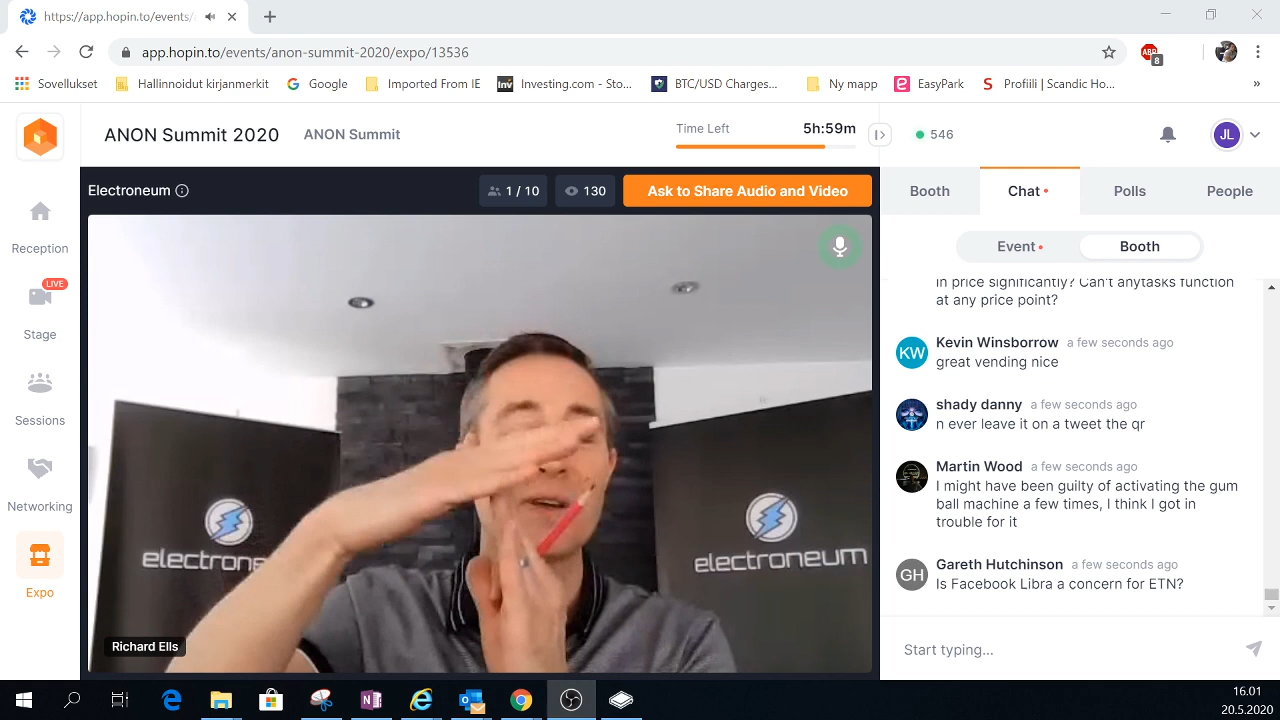 https://app.hopin.to/events/
app.hopin.to/events/anon-summit-2020/expo/13536
ABP
8
Sovellukset
Hallinnoidut kirjanmerkit
Google
Imported From IE
Inv
Investing.com - Sto...
BTC/USD Charges...
Ny mapp
EasyPark
S
Profiili | Scandic Ho...
»
ANON Summit 2020
ANON Summit
Time Left
5h:59m
546
JL
Electroneum
1 / 10
130
Ask to Share Audio and Video
Booth
Chat
Polls
People
Event
Booth
Reception
LIVE
Stage
Sessions
Networking
Expo
in price significantly? Can't anytasks function
at any price point?
KW
Kevin Winsborrow a few seconds ago
great vending nice
shady danny a few seconds ago
n ever leave it on a tweet the qr
Martin Wood a few seconds ago
I might have been guilty of activating the gum
ball machine a few times, I think I got in
trouble for it
GH
Gareth Hutchinson a few seconds ago
Is Facebook Libra a concern for ETN?
electroneum
electroneum
Richard Ells
Start typing...
16.01
20.5.2020